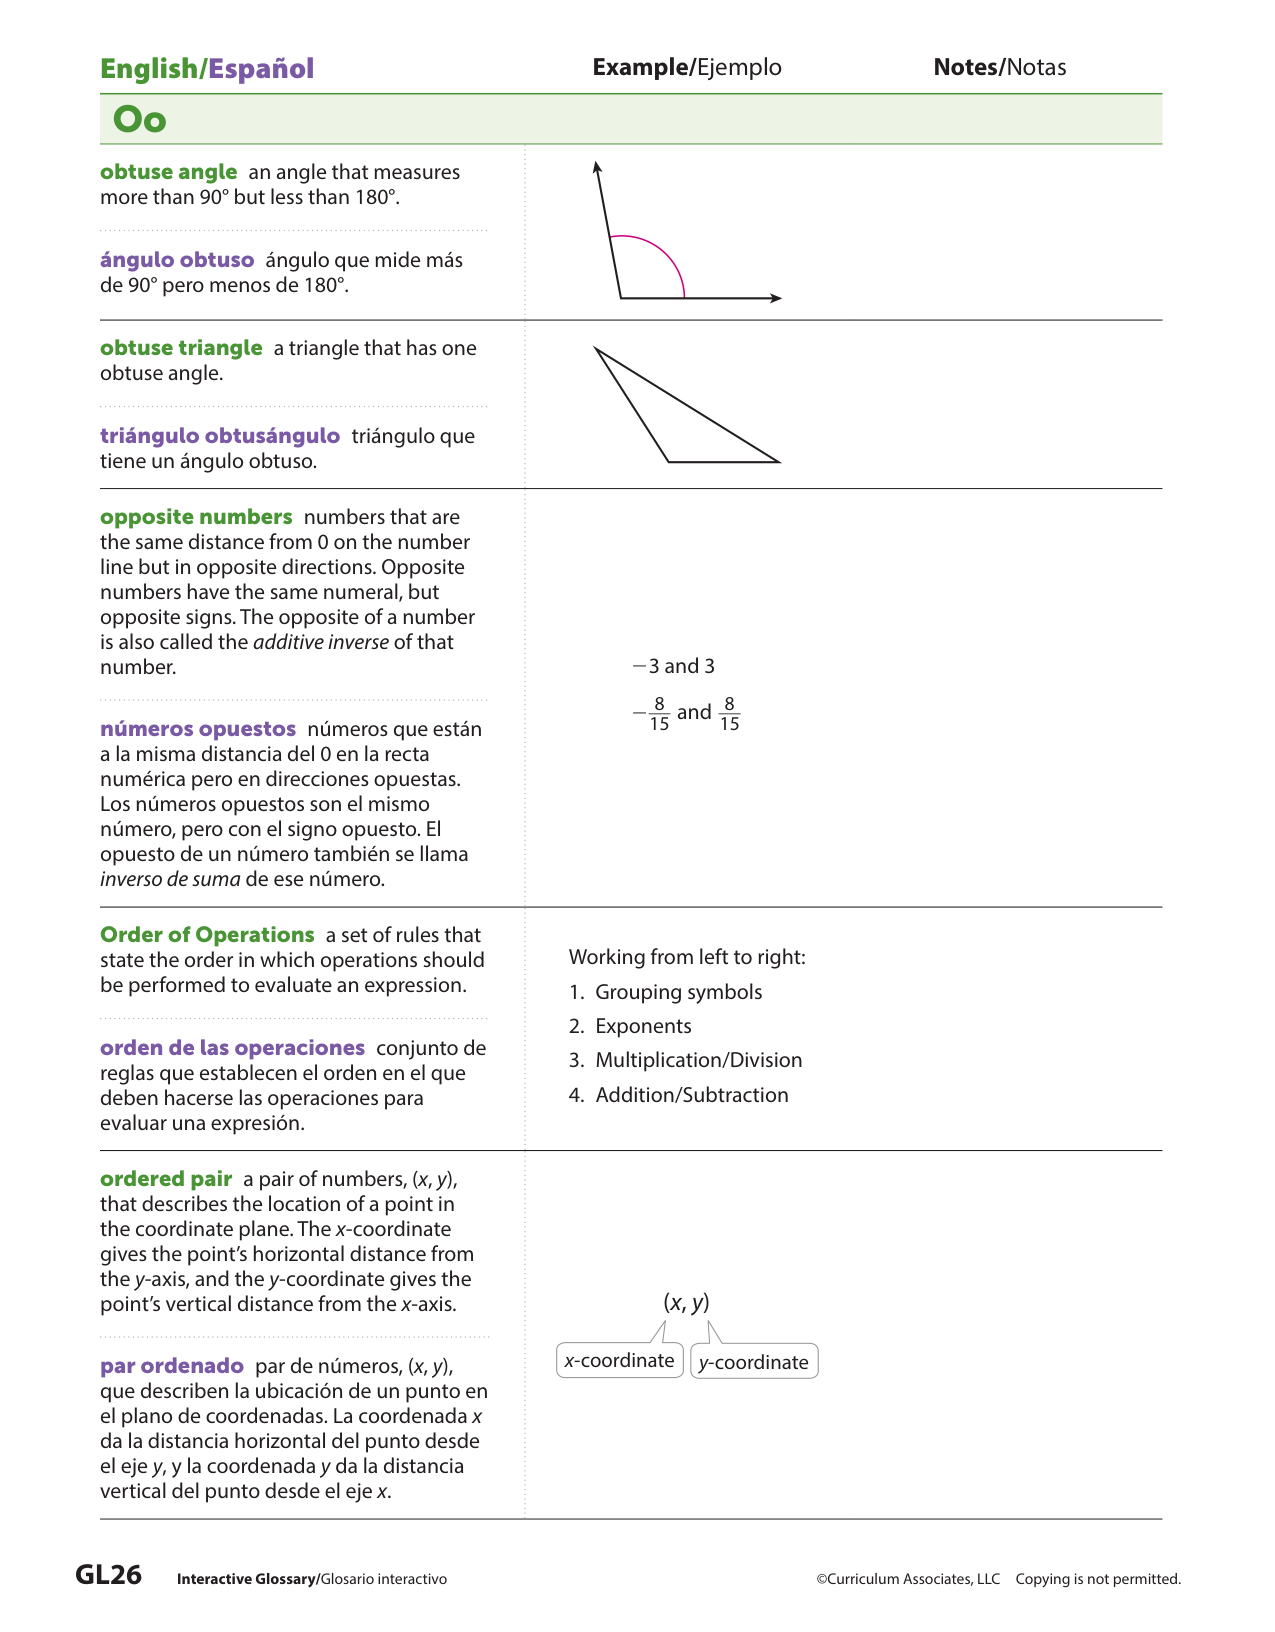 English/Español
Example/Ejemplo
Notes/Notas
Oo
obtuse angle an angle that measures
more than 90° but less than 180°.
ángulo obtuso ángulo que mide más
de 90° pero menos de 180°.
obtuse triangle a triangle that has one
obtuse angle.
triángulo obtusángulo triángulo que
tiene un ángulo obtuso.
opposite numbers numbers that are
the same distance from 0 on the number
line but in opposite directions. Opposite
numbers have the same numeral, but
opposite signs. The opposite of a number
is also called the additive inverse of that
number.
números opuestos números que están
a la misma distancia del 0 en la recta
numérica pero en direcciones opuestas.
Los números opuestos son el mismo
número, pero con el signo opuesto. El
opuesto de un número también se llama
inverso de suma de ese número.
−3 and 3
−8/15 and 8/15
Order of Operations a set of rules that
state the order in which operations should
be performed to evaluate an expression.
orden de las operaciones conjunto de
reglas que establecen el orden en el que
deben hacerse las operaciones para
evaluar una expresión.
Working from left to right:
1. Grouping symbols
2. Exponents
3. Multiplication/Division
4. Addition/Subtraction
ordered pair a pair of numbers, (x, y),
that describes the location of a point in
the coordinate plane. The x-coordinate
gives the point’s horizontal distance from
the y-axis, and the y-coordinate gives the
point’s vertical distance from the x-axis.
par ordenado par de números, (x, y),
que describen la ubicación de un punto en
el plano de coordenadas. La coordenada x
da la distancia horizontal del punto desde
el eje y, y la coordenada y da la distancia
vertical del punto desde el eje x.
(x, y)
x-coordinate
y-coordinate
GL26
Interactive Glossary/Glosario interactivo
©Curriculum Associates, LLC Copying is not permitted.